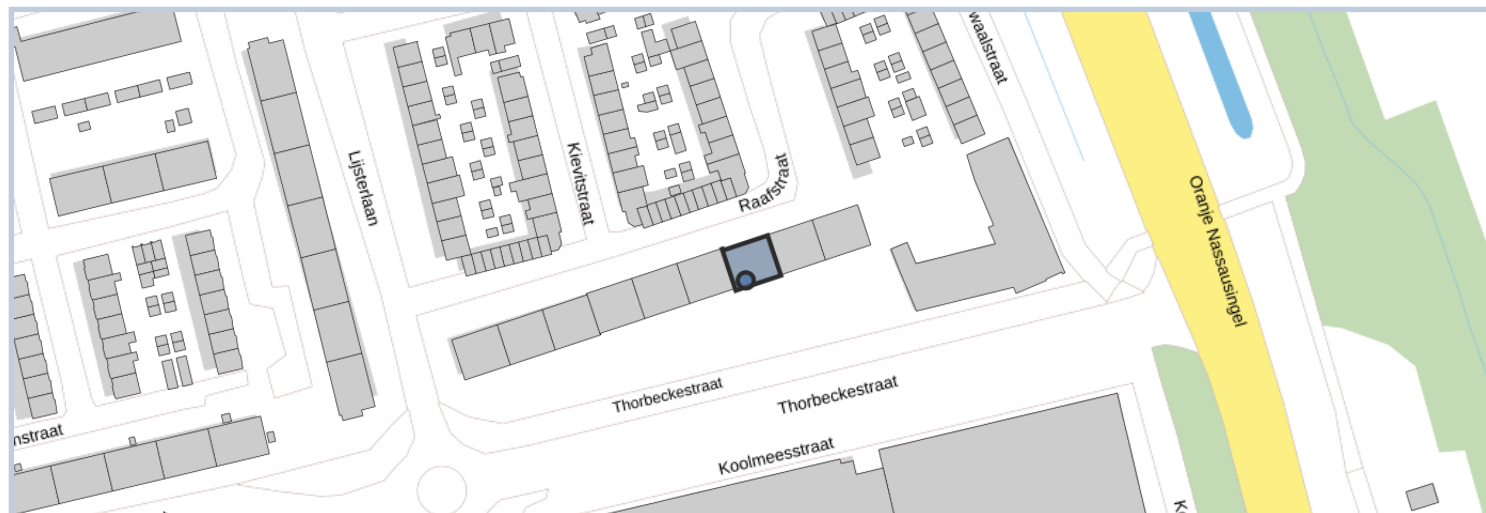 waalstraat
Lijsterlaan
Kievitstraat
Raafstraat
Oranje Nassausingel
Thorbeckestraat
Thorbeckestraat
nstraat
Koolmeesstraat